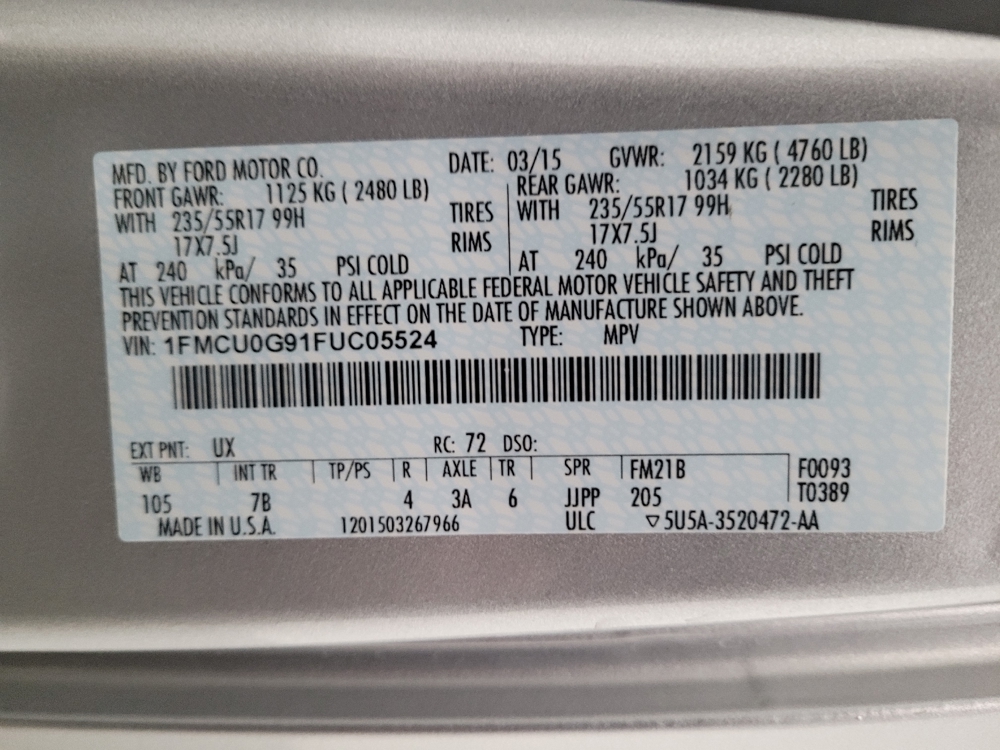 MFD. BY FORD MOTOR CO. DATE: 03/15 GVWR: 2159 KG ( 4760 LB)
FRONT GAWR: 1125 KG ( 2480 LB) REAR GAWR: 1034 KG ( 2280 LB)
WITH 235/55R17 99H TIRES WITH 235/55R17 99H TIRES
17X7.5J RIMS 17X7.5J RIMS
AT 240 kPa/ 35 PSI COLD AT 240 kPa/ 35 PSI COLD
THIS VEHICLE CONFORMS TO ALL APPLICABLE FEDERAL MOTOR VEHICLE SAFETY AND THEFT
PREVENTION STANDARDS IN EFFECT ON THE DATE OF MANUFACTURE SHOWN ABOVE.
VIN: 1FMCU0G91FUC05524 TYPE: MPV
EXT PNT: UX RC: 72 DSO:
WB INT TR TP/PS R AXLE TR SPR FM21B F0093
105 7B 4 3A 6 JJPP 205 T0389
MADE IN U.S.A. 1201503267966 ULC ▽5U5A-3520472-AA